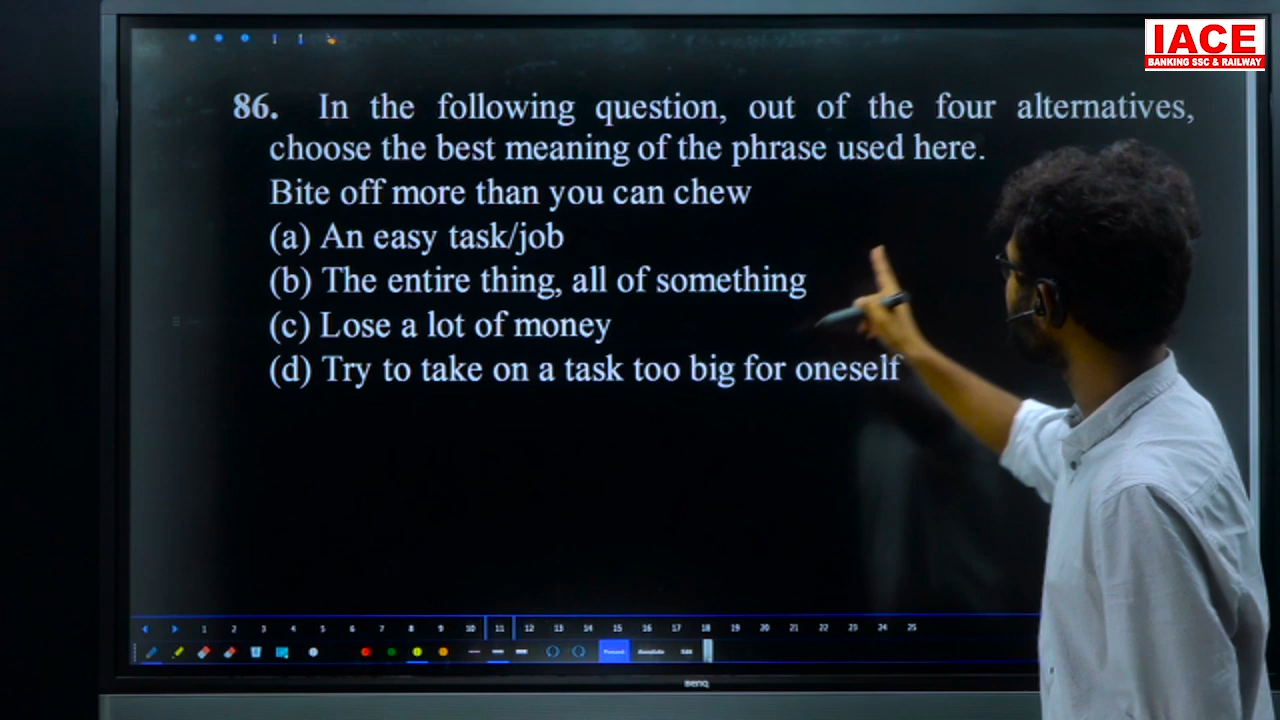 IACE
BANKING SSC & RAILWAY
86. In the following question, out of the four alternatives,
choose the best meaning of the phrase used here.
Bite off more than you can chew
(a) An easy task/job
(b) The entire thing, all of something
(c) Lose a lot of money
(d) Try to take on a task too big for oneself
1 2 3 4 5 6 7 8 9 10 11 12 13 14 15 16 17 18 19 20 21 22 23 24 25
Edit
BenQ